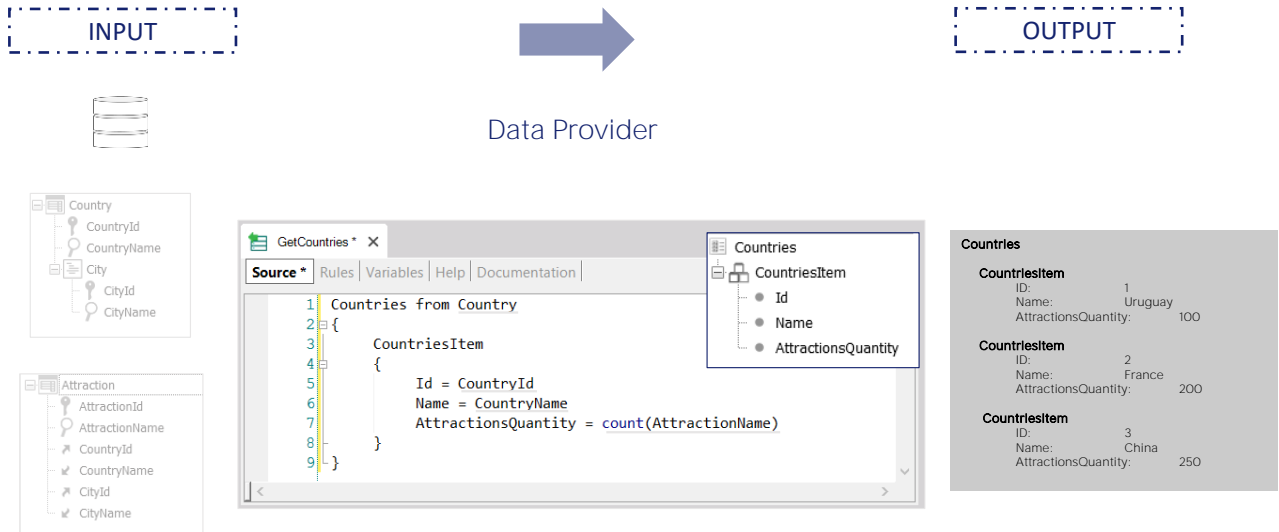 INPUT
OUTPUT
Data Provider
Country
CountryId
CountryName
City
CityId
CityName
Attraction
AttractionId
AttractionName
CountryId
CountryName
CityId
CityName
GetCountries * X
Source * Rules Variables Help Documentation
1 Countries from Country
2 {
3 CountriesItem
4 {
5 Id = CountryId
6 Name = CountryName
7 AttractionsQuantity = count(AttractionName)
8 }
9 }
Countries
CountriesItem
Id
Name
AttractionsQuantity
Countries
CountriesItem
ID: 1
Name: Uruguay
AttractionsQuantity: 100
CountriesItem
ID: 2
Name: France
AttractionsQuantity: 200
CountriesItem
ID: 3
Name: China
AttractionsQuantity: 250